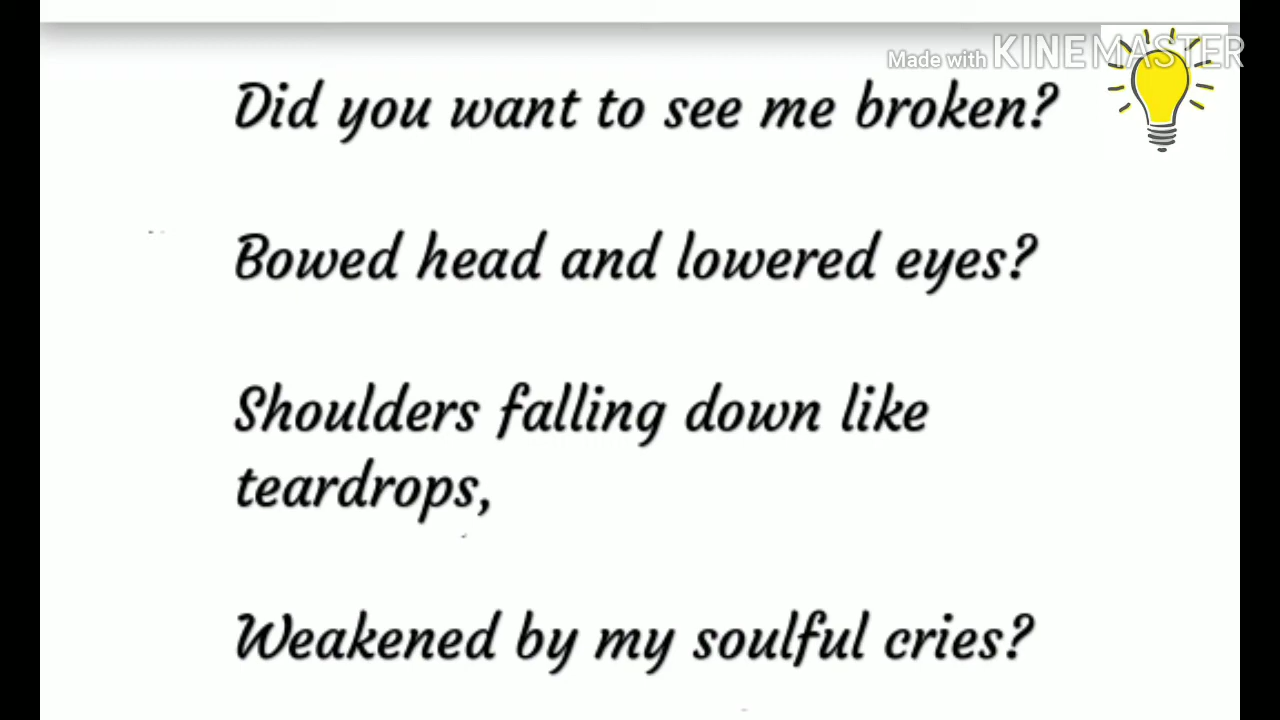 Made with KINEMASTER
Did you want to see me broken?
Bowed head and lowered eyes?
Shoulders falling down like
teardrops,
Weakened by my soulful cries?